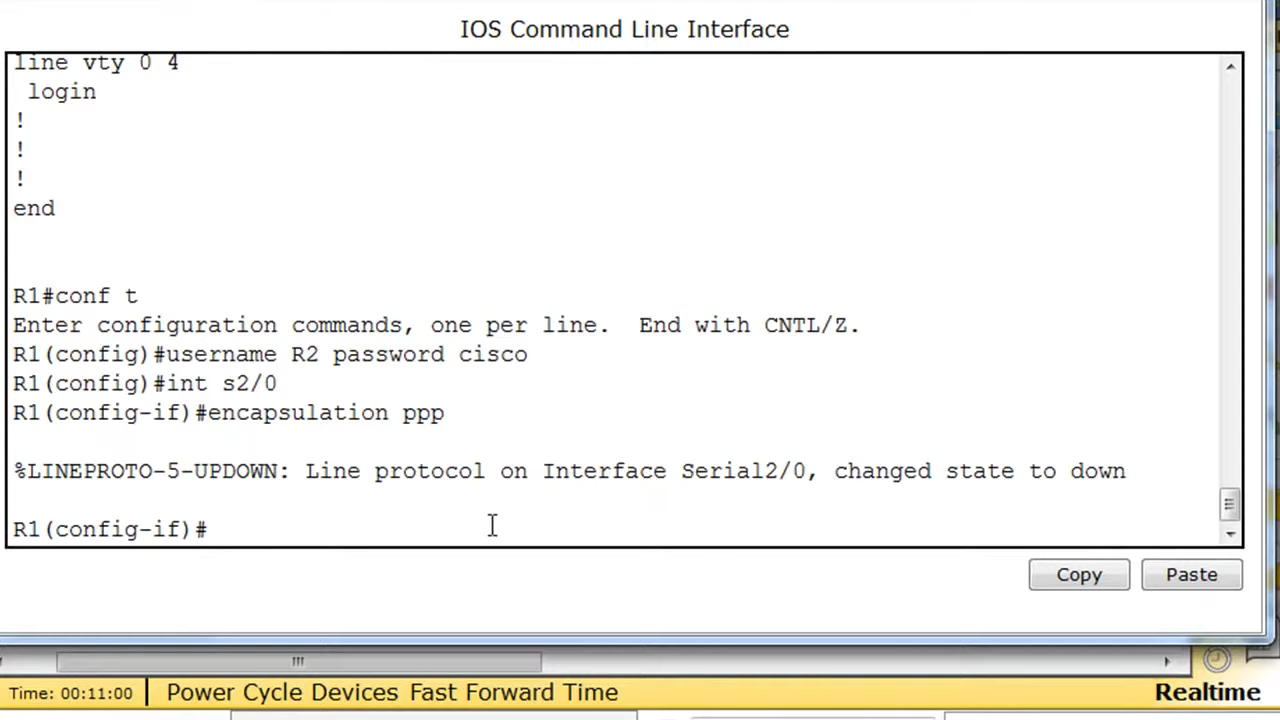 IOS Command Line Interface
line vty 0 4
 login
!
!
!
end
R1#conf t
Enter configuration commands, one per line.  End with CNTL/Z.
R1(config)#username R2 password cisco
R1(config)#int s2/0
R1(config-if)#encapsulation ppp
%LINEPROTO-5-UPDOWN: Line protocol on Interface Serial2/0, changed state to down
R1(config-if)#
Copy Paste
Time: 00:11:00 Power Cycle Devices Fast Forward Time Realtime